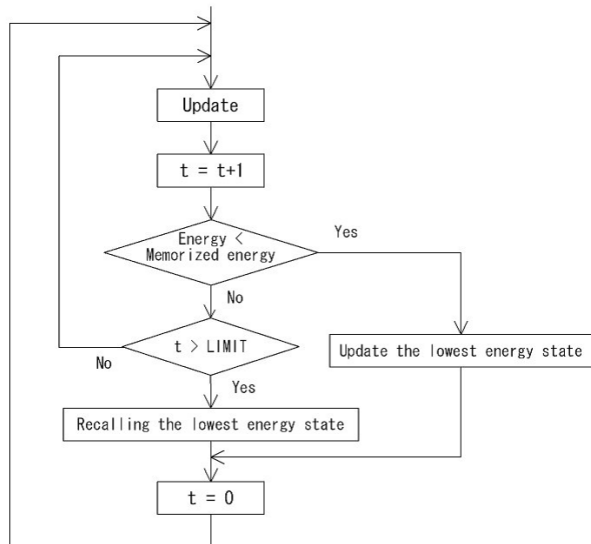 Update
t = t+1
Energy <
Memorized energy
Yes
No
t > LIMIT
No
Yes
Update the lowest energy state
Recalling the lowest energy state
t = 0